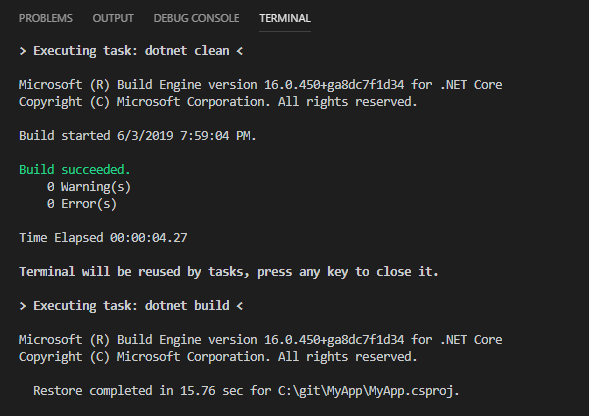 PROBLEMS OUTPUT DEBUG CONSOLE TERMINAL
> Executing task: dotnet clean <
Microsoft (R) Build Engine version 16.0.450+ga8dc7f1d34 for .NET Core
Copyright (C) Microsoft Corporation. All rights reserved.
Build started 6/3/2019 7:59:04 PM.
Build succeeded.
0 Warning(s)
0 Error(s)
Time Elapsed 00:00:04.27
Terminal will be reused by tasks, press any key to close it.
> Executing task: dotnet build <
Microsoft (R) Build Engine version 16.0.450+ga8dc7f1d34 for .NET Core
Copyright (C) Microsoft Corporation. All rights reserved.
Restore completed in 15.76 sec for C:\git\MyApp\MyApp.csproj.